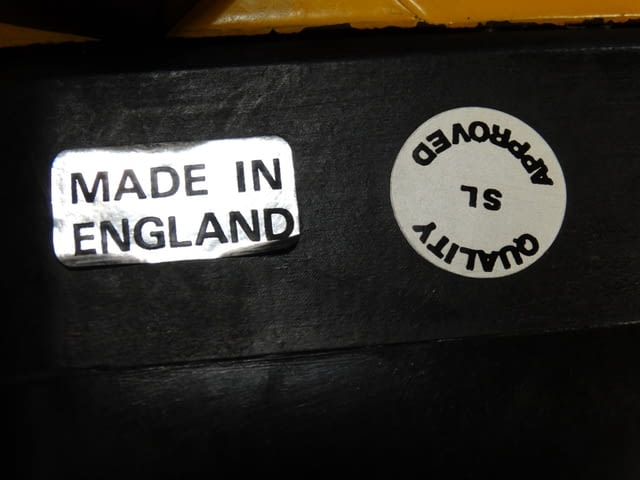 MADE IN
ENGLAND
QUALITY
SL
APPROVED